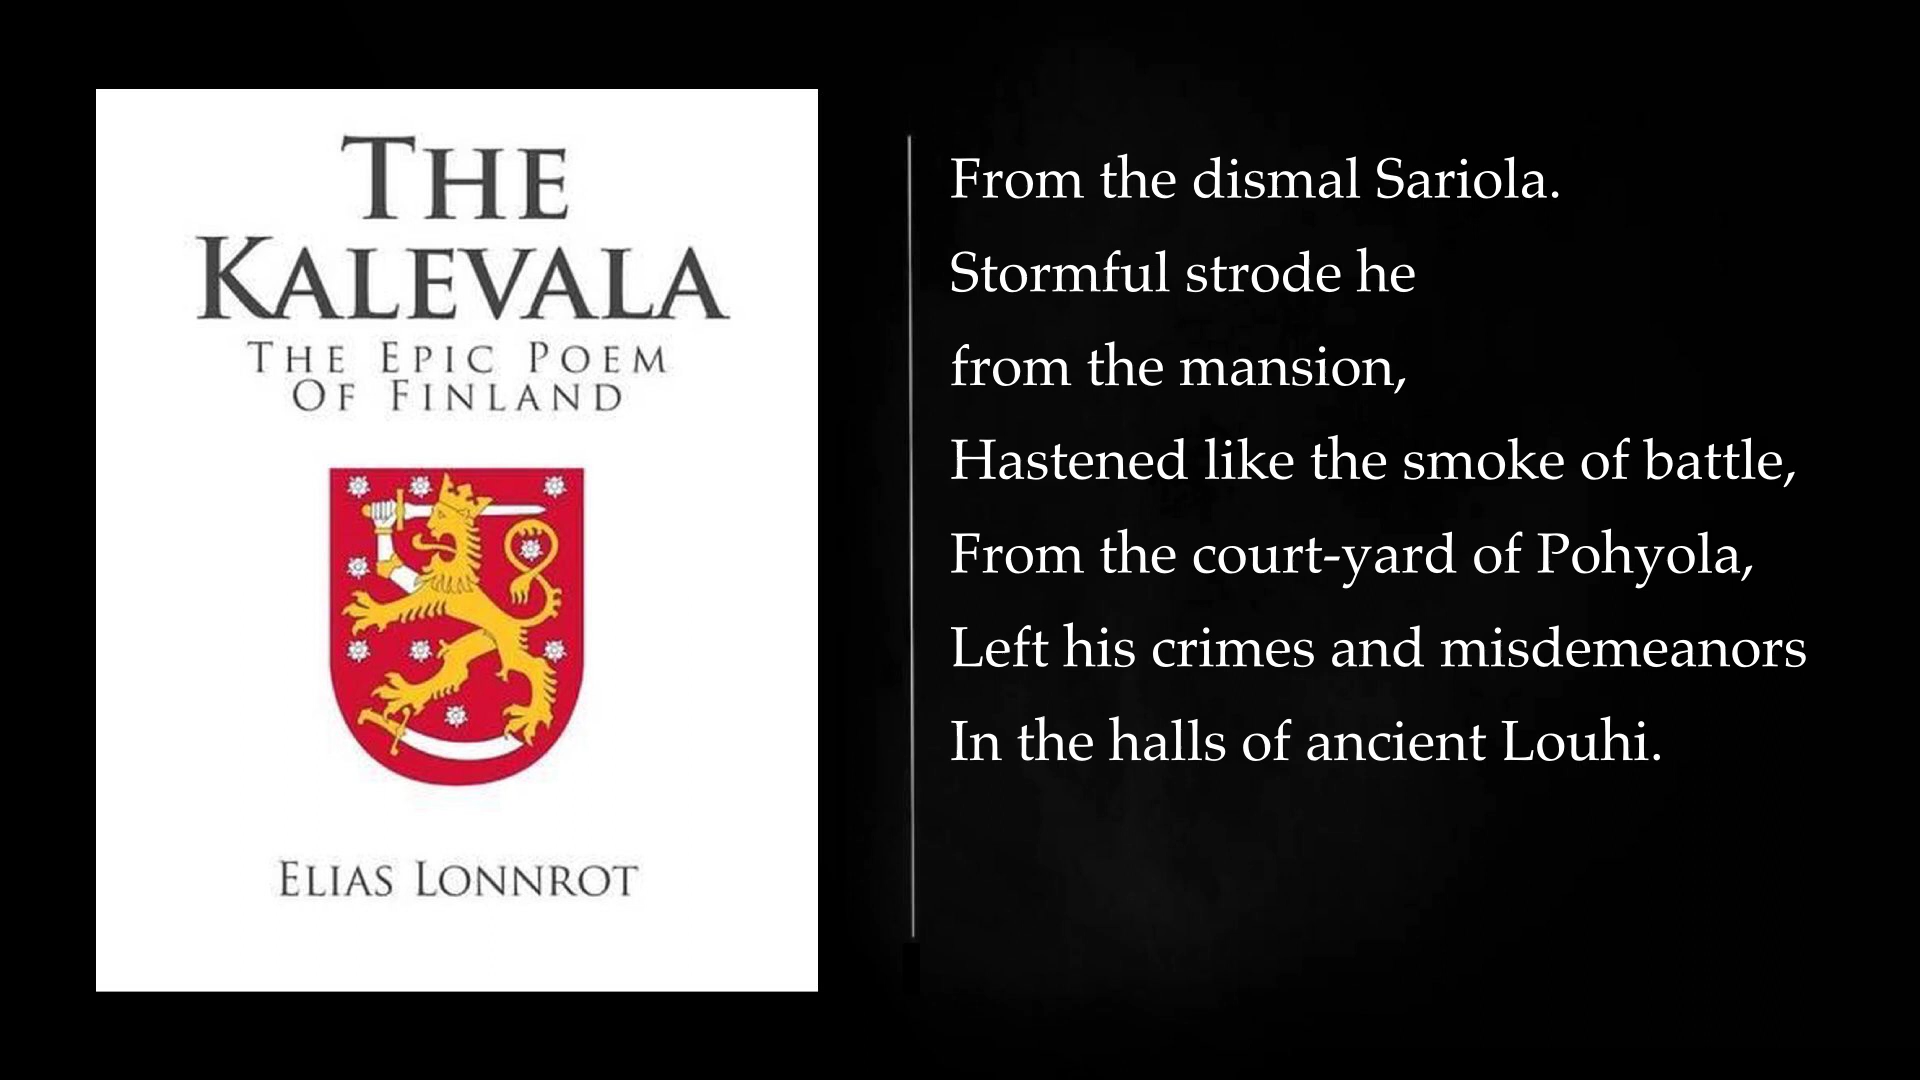 THE
KALEVALA
THE EPIC POEM
OF FINLAND
ELIAS LONNROT
From the dismal Sariola.
Stormful strode he
from the mansion,
Hastened like the smoke of battle,
From the court-yard of Pohyola,
Left his crimes and misdemeanors
In the halls of ancient Louhi.